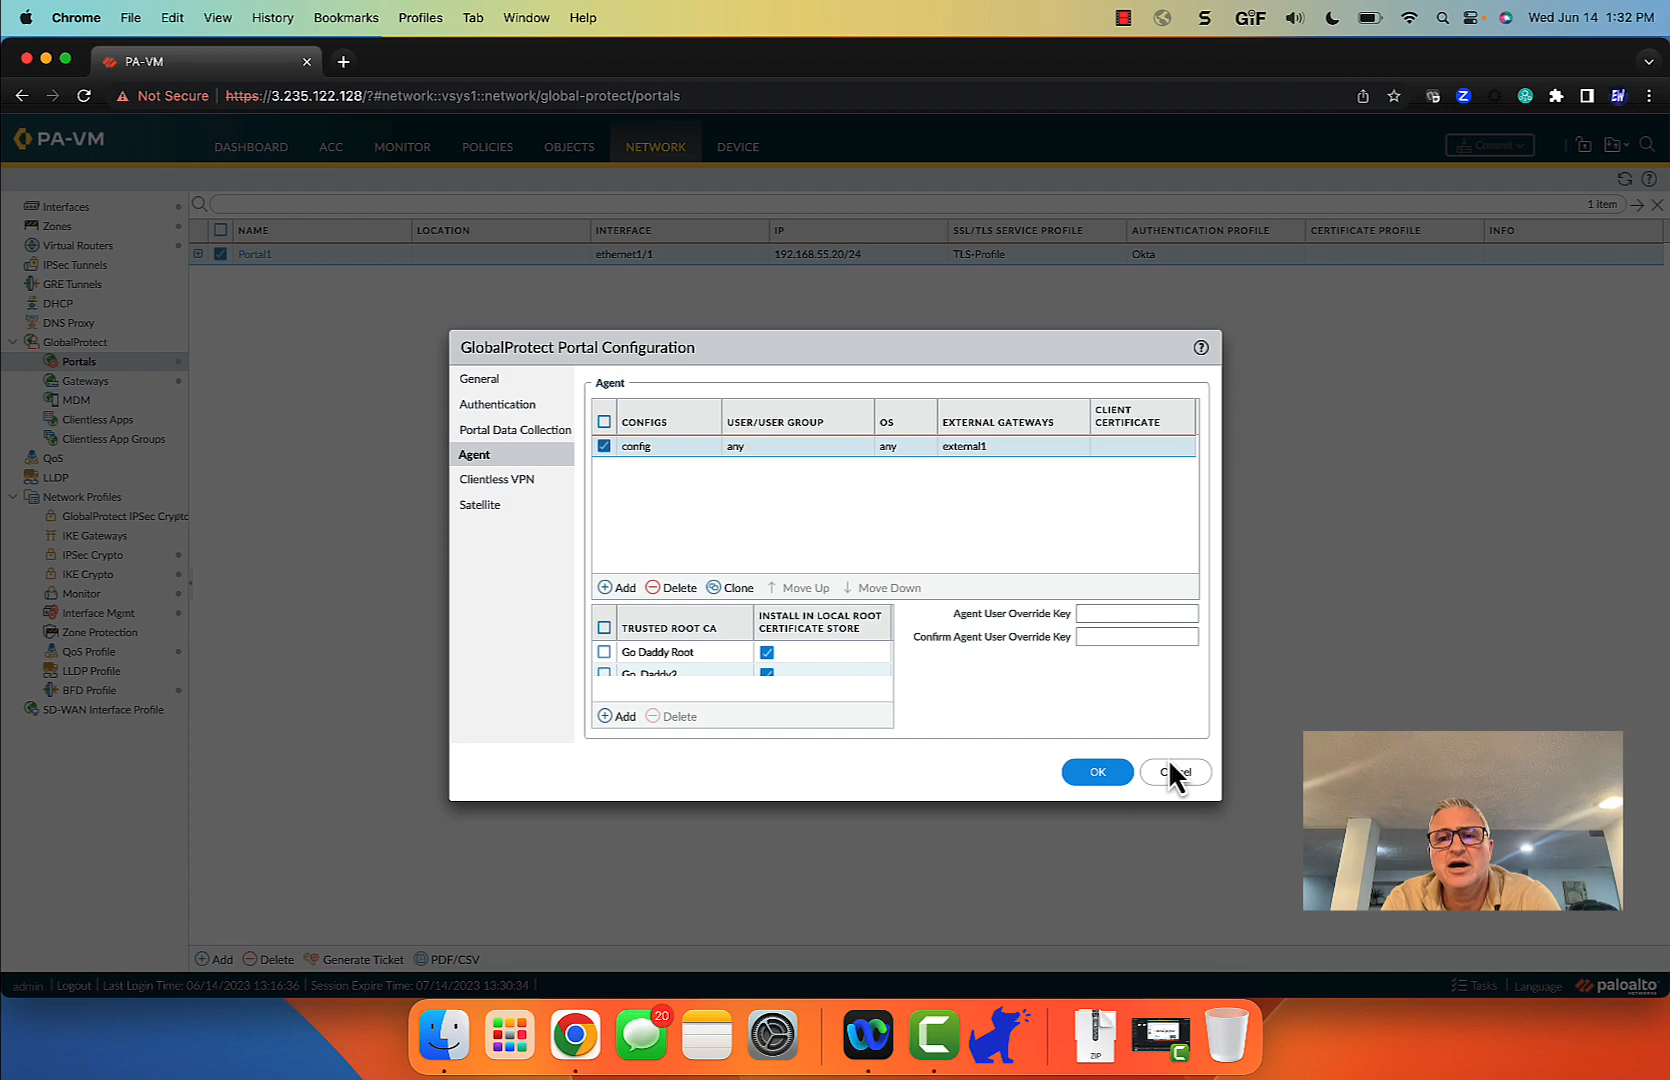 Chrome File Edit View History Bookmarks Profiles Tab Window Help
S GIF Wed Jun 14 1:32 PM
PA-VM
Not Secure https://3.235.122.128/?#network::vsys1::network/global-protect/portals
PA-VM
DASHBOARD ACC MONITOR POLICIES OBJECTS NETWORK DEVICE
Commit
Interfaces
Zones
Virtual Routers
IPSec Tunnels
GRE Tunnels
DHCP
DNS Proxy
GlobalProtect
Portals
Gateways
MDM
Clientless Apps
Clientless App Groups
QoS
LLDP
Network Profiles
GlobalProtect IPSec Crypto
IKE Gateways
IPSec Crypto
IKE Crypto
Monitor
Interface Mgmt
Zone Protection
QoS Profile
LLDP Profile
BFD Profile
SD-WAN Interface Profile
1 item
NAME LOCATION INTERFACE IP SSL/TLS SERVICE PROFILE AUTHENTICATION PROFILE CERTIFICATE PROFILE INFO
Portal1 ethernet1/1 192.168.55.20/24 TLS-Profile Okta
GlobalProtect Portal Configuration
General
Authentication
Portal Data Collection
Agent
Clientless VPN
Satellite
Agent
CONFIGS USER/USER GROUP OS EXTERNAL GATEWAYS CLIENT CERTIFICATE
config any any external1
Add Delete Clone Move Up Move Down
TRUSTED ROOT CA INSTALL IN LOCAL ROOT CERTIFICATE STORE
Go Daddy Root
Go_Daddy2
Add Delete
Agent User Override Key
Confirm Agent User Override Key
OK
Add Delete Generate Ticket PDF/CSV
admin | Logout | Last Login Time: 06/14/2023 13:16:36 | Session Expire Time: 07/14/2023 13:30:34 |
Tasks | Language paloalto
NETWORKS
20
ZIP